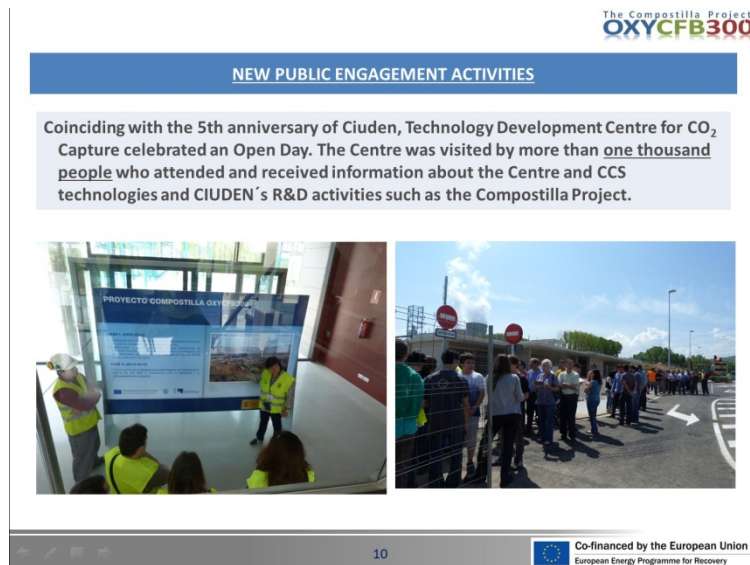 The Compostilla Project
OXYCFB300
NEW PUBLIC ENGAGEMENT ACTIVITIES
Coinciding with the 5th anniversary of Ciuden, Technology Development Centre for CO₂
Capture celebrated an Open Day. The Centre was visited by more than one thousand
people who attended and received information about the Centre and CCS
technologies and CIUDEN´s R&D activities such as the Compostilla Project.
PROYECTO COMPOSTILLA OXYCFB300
10
Co-financed by the European Union
European Energy Programme for Recovery